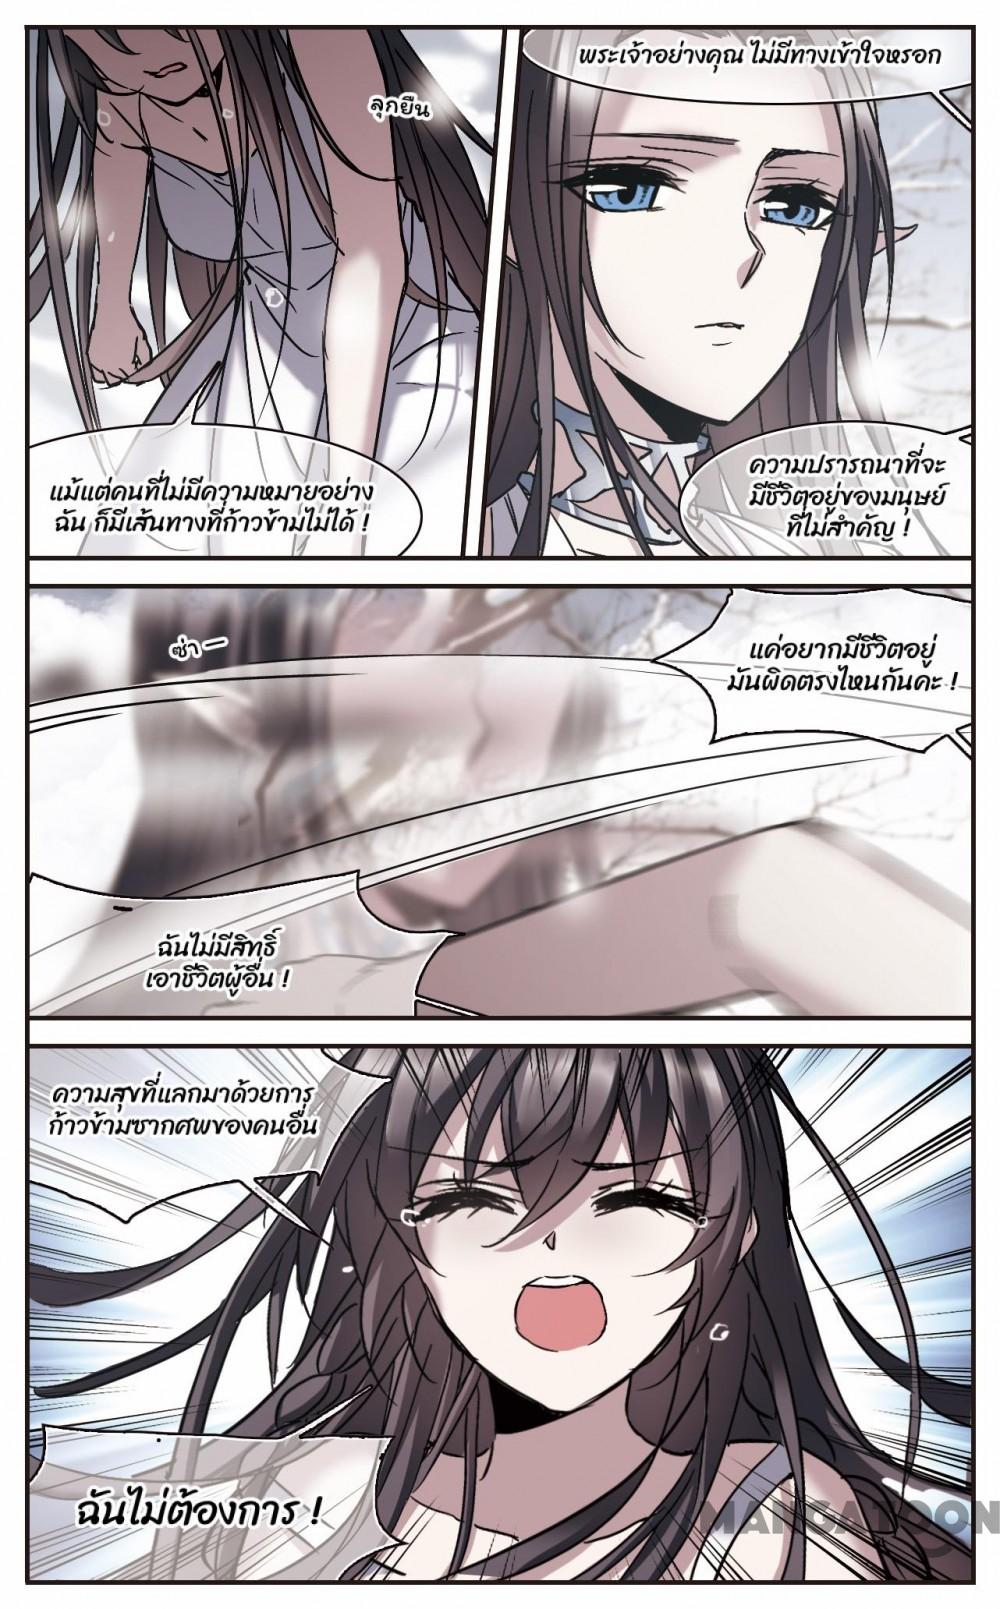 ลุกยืน
แม้แต่คนที่ไม่มีความหมายอย่าง
ฉัน ก็มีเส้นทางที่ก้าวข้ามไม่ได้ !
พระเจ้าอย่างคุณ ไม่มีทางเข้าใจหรอก
ความปรารถนาที่จะ
มีชีวิตอยู่ของมนุษย์
ที่ไม่สำคัญ !
ซ่า—
แค่อยากมีชีวิตอยู่
มันผิดตรงไหนกันคะ !
ฉันไม่มีสิทธิ์
เอาชีวิตผู้อื่น !
ความสุขที่แลกมาด้วยการ
ก้าวข้ามซากศพของคนอื่น
ฉันไม่ต้องการ !
MANGATOON